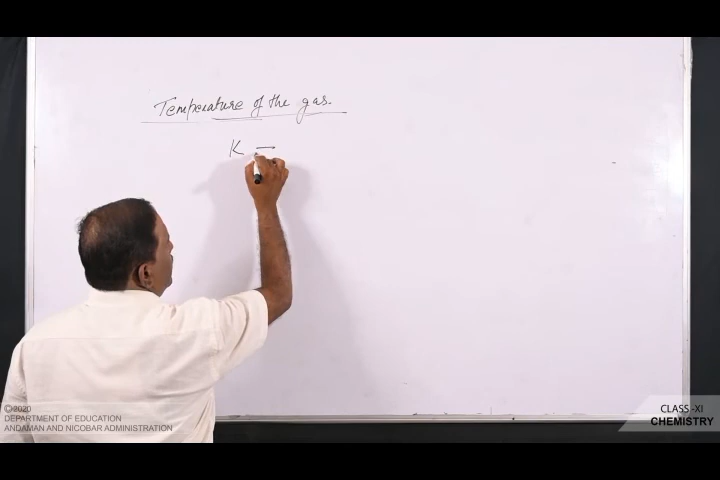 Temperature of the gas.
K —
©2020
DEPARTMENT OF EDUCATION
ANDAMAN AND NICOBAR ADMINISTRATION
CLASS -XI
CHEMISTRY